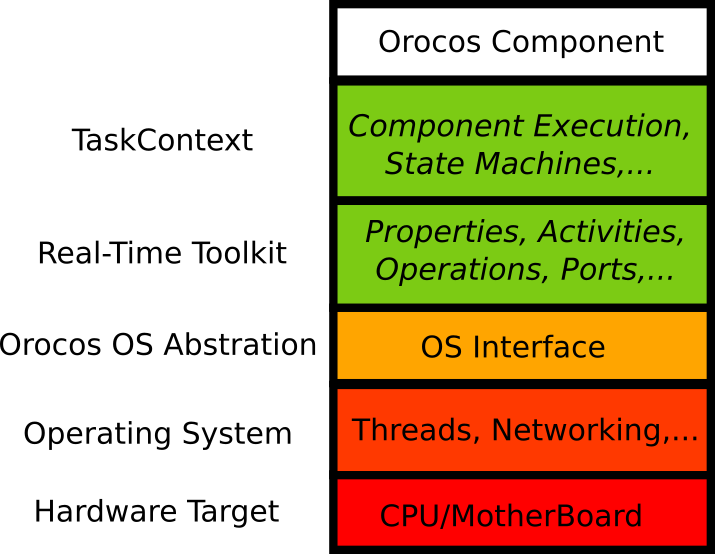 Orocos Component
TaskContext
Component Execution,
State Machines,...
Real-Time Toolkit
Properties, Activities,
Operations, Ports,...
Orocos OS Abstration
OS Interface
Operating System
Threads, Networking,...
Hardware Target
CPU/MotherBoard